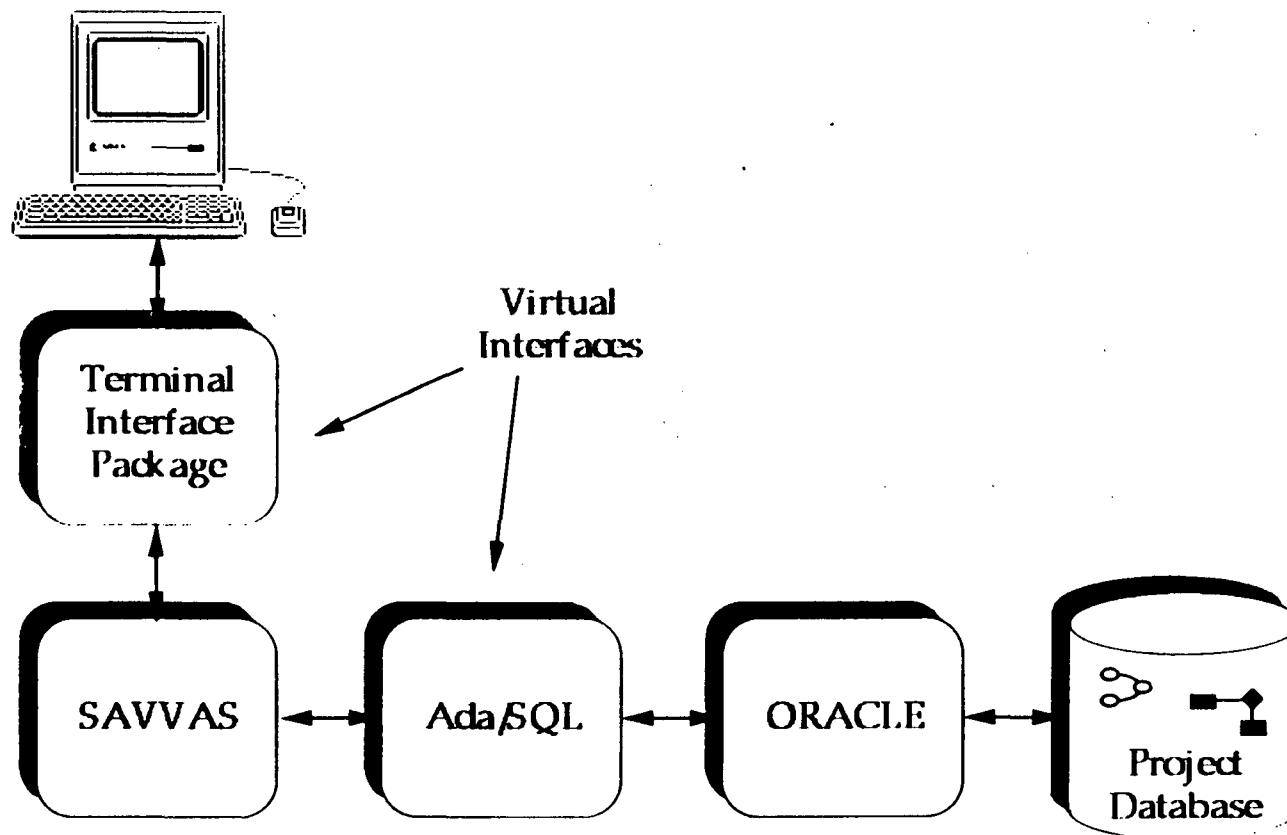 Virtual
Interfaces
Terminal
Interface
Package
SAVVAS
Ada/SQL
ORACLE
Project
Database